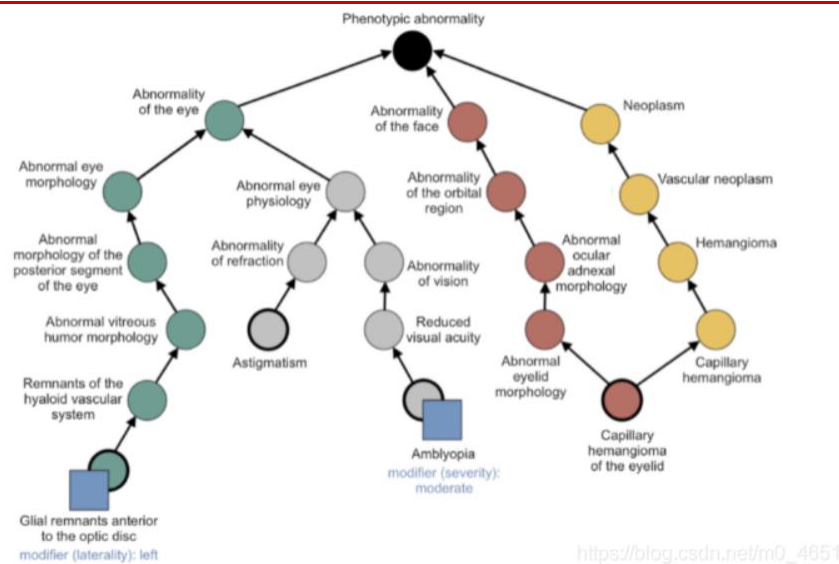 Phenotypic abnormality
Abnormality
of the eye
Abnormality
of the face
Neoplasm
Abnormal eye
morphology
Abnormal eye
physiology
Abnormality
of the orbital
region
Vascular neoplasm
Abnormal
morphology of the
posterior segment
of the eye
Abnormality
of refraction
Abnormality
of vision
Abnormal
ocular
adnexal
morphology
Hemangioma
Abnormal vitreous
humor morphology
Astigmatism
Reduced
visual acuity
Abnormal
eyelid
morphology
Capillary
hemangioma
Remnants of the
hyaloid vascular
system
Amblyopia
modifier (severity):
moderate
Capillary
hemangioma
of the eyelid
Glial remnants anterior
to the optic disc
modifier (laterality): left
https://blog.csdn.net/m0_4651